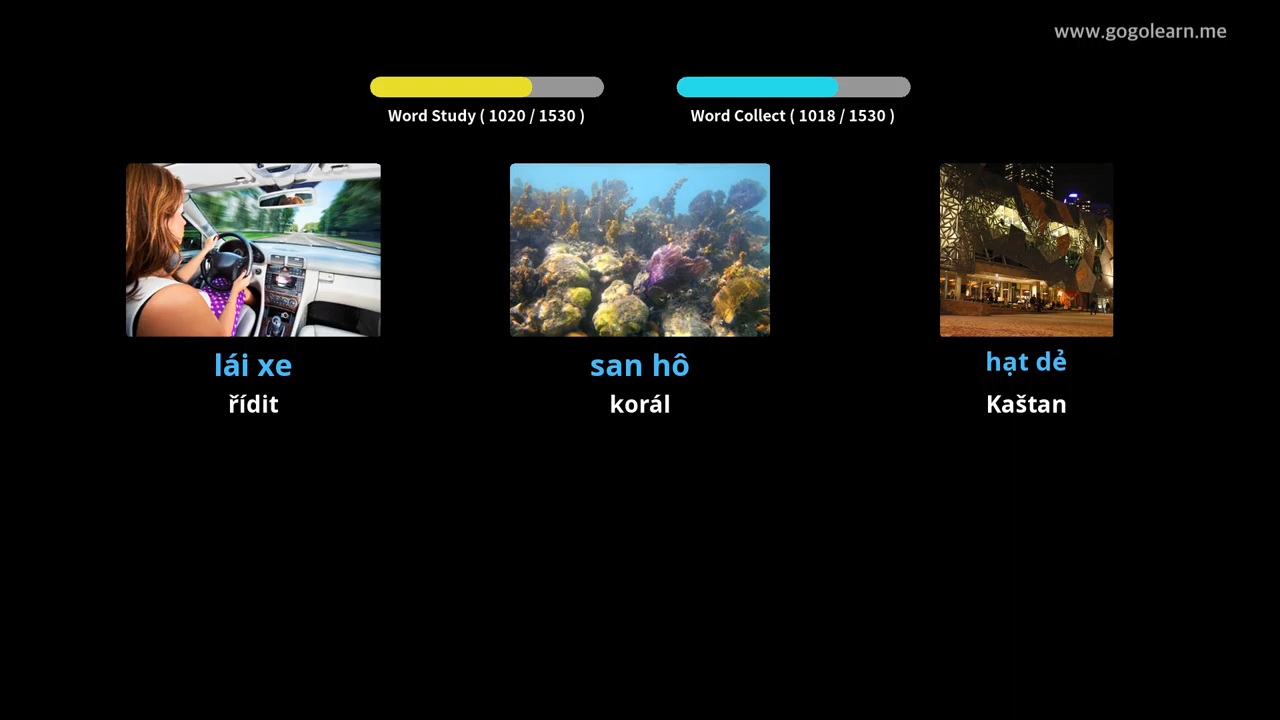 www.gogolearn.me
Word Study ( 1020 / 1530 )
Word Collect ( 1018 / 1530 )
lái xe
řídit
san hô
korál
hạt dẻ
Kaštan